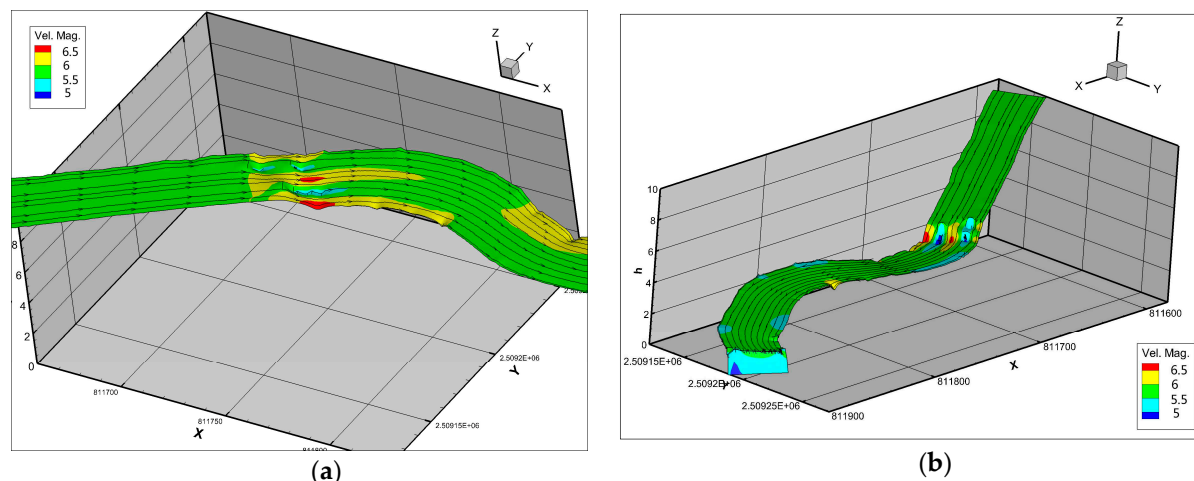 Vel. Mag.
6.5
6
5.5
5
Z
Y
X
8
6
4
2
0
811700
811750
811800
X
2.50915E+06
2.5092E+06
Y
(a)
Z
X
Y
10
8
6
4
2
0
h
2.50915E+06
2.5092E+06
2.50925E+06
811900
811800
811700
811600
X
Vel. Mag.
6.5
6
5.5
5
(b)